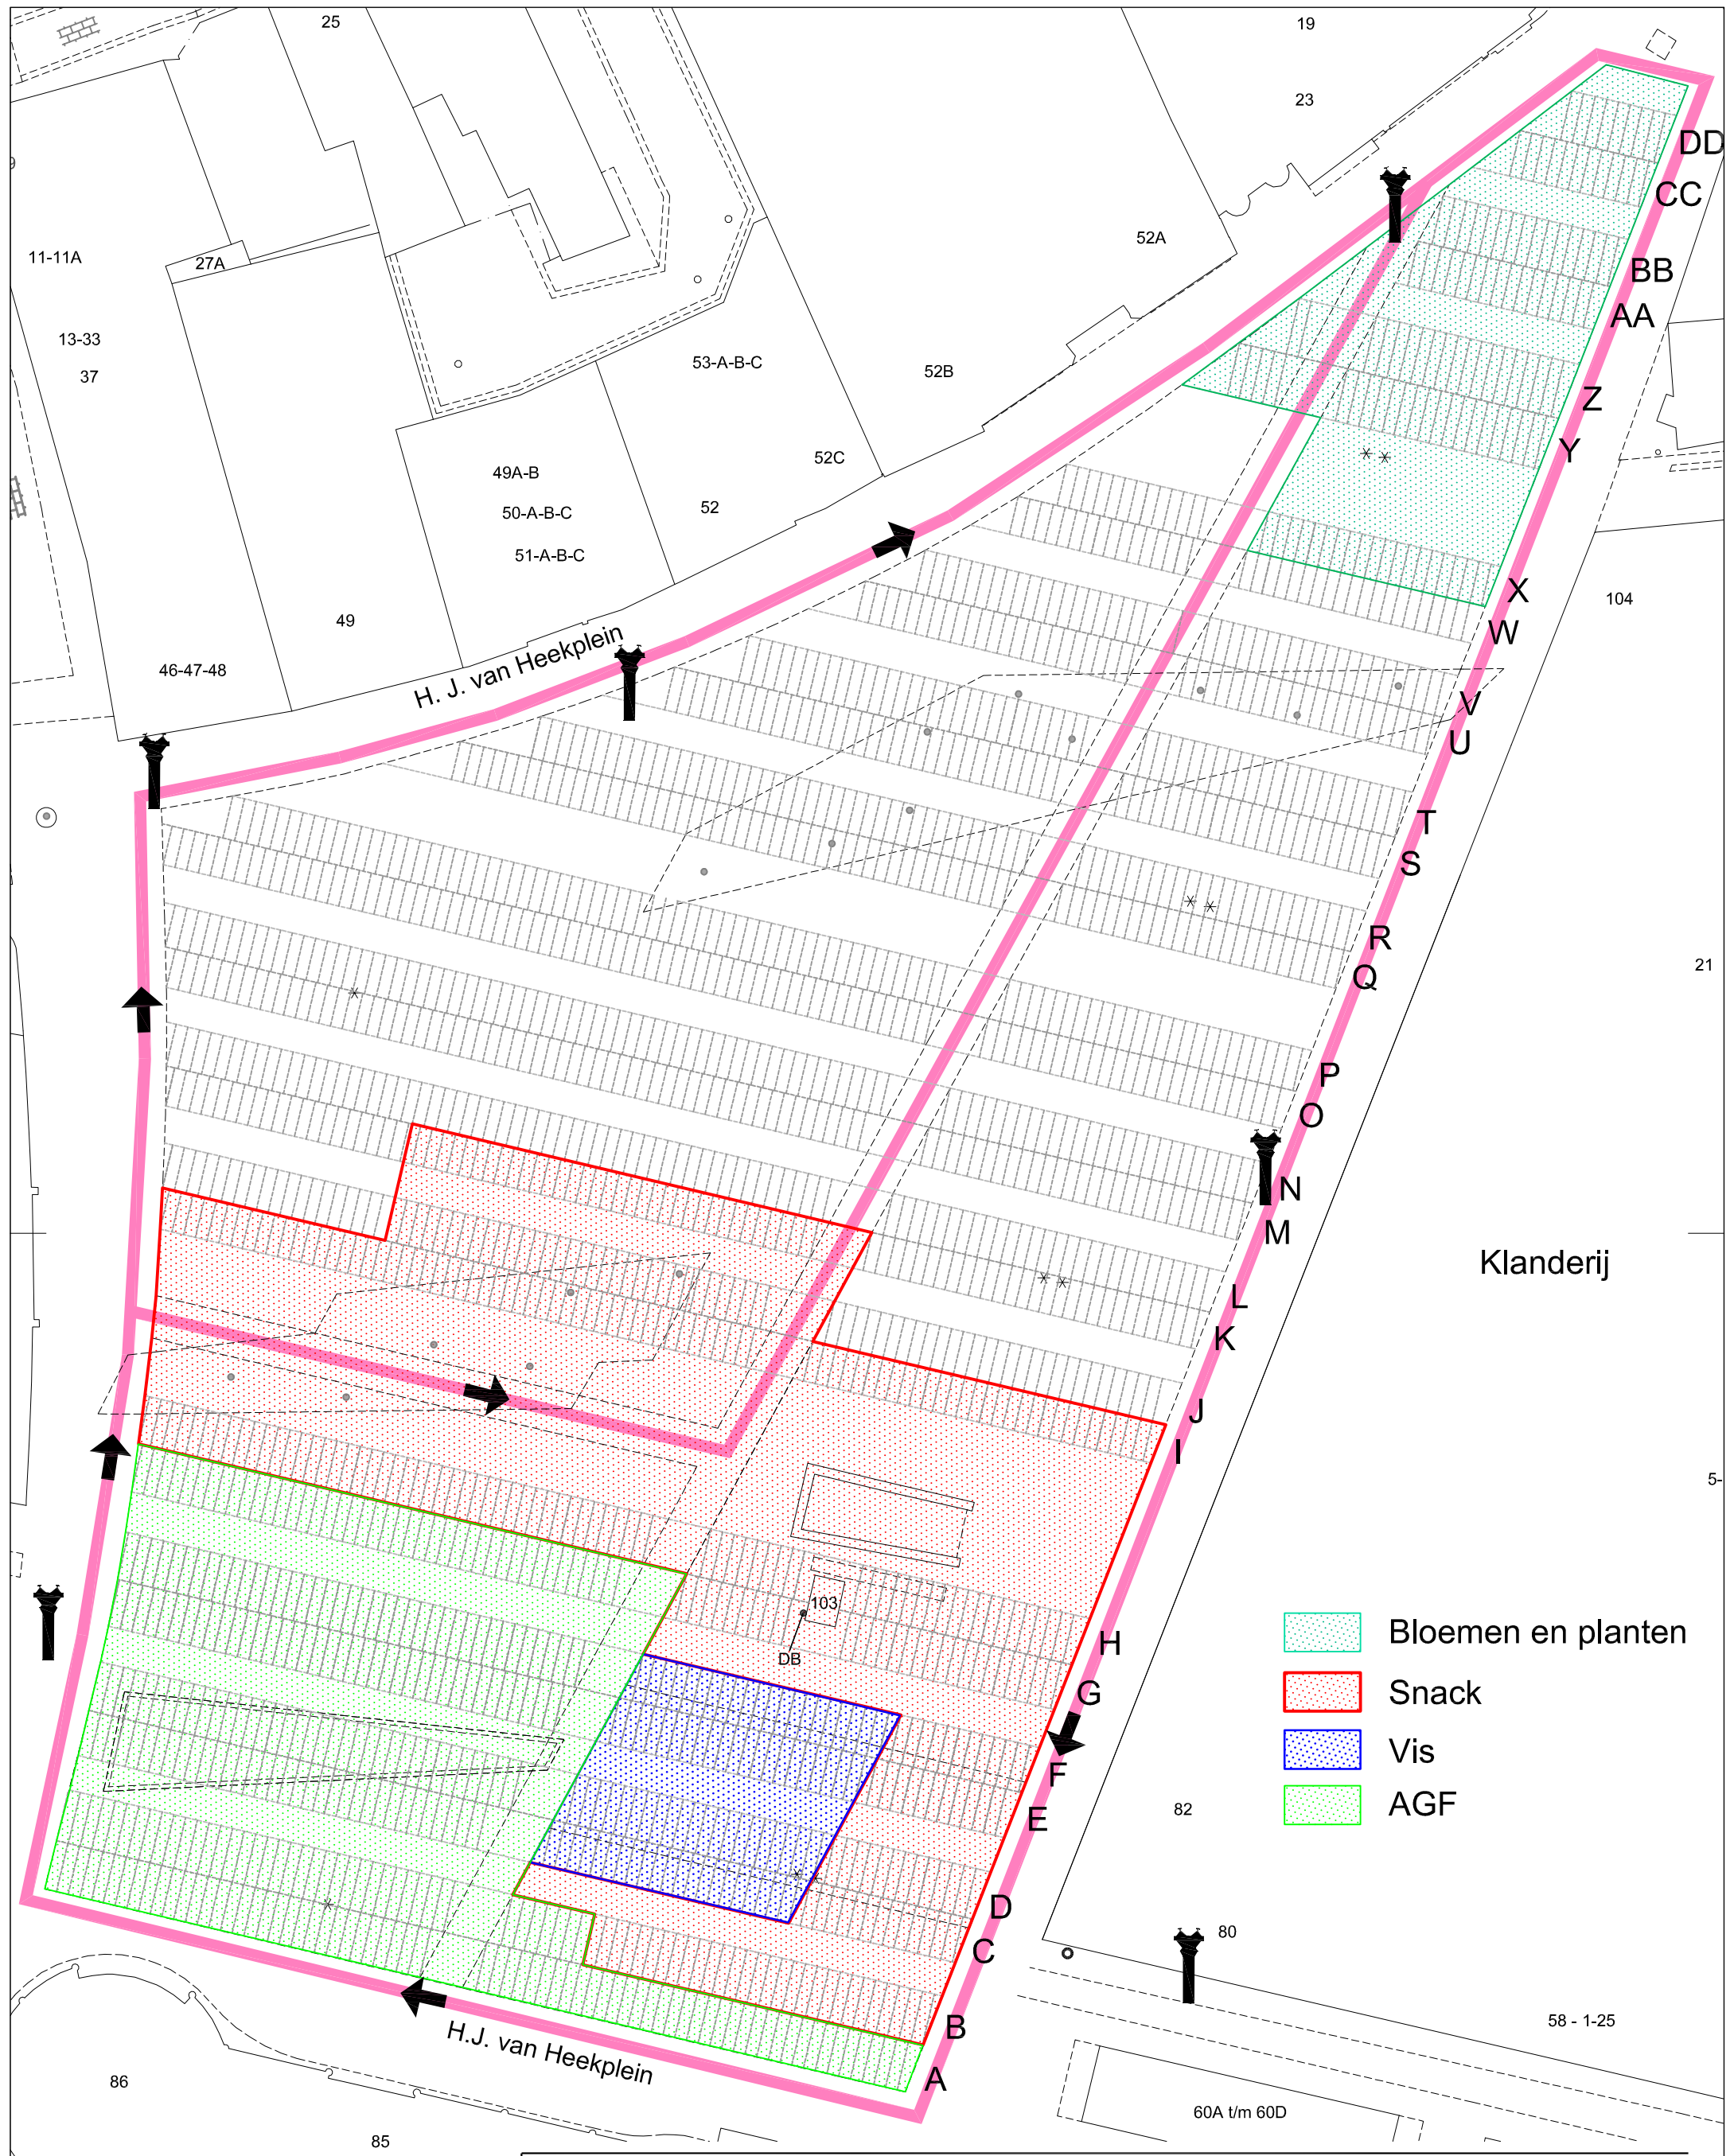 25
19
23
52A
11-11A
27A
13-33
37
53-A-B-C
52B
49A-B
52C
50-A-B-C
52
51-A-B-C
49
46-47-48
H. J. van Heekplein
DD
CC
BB
AA
Z
Y
X
W
V
U
T
S
R
Q
P
O
N
M
L
K
J
I
H
G
F
E
D
C
B
A
104
21
Klanderij
5-
103
DB
Bloemen en planten
Snack
Vis
AGF
82
80
58 - 1-25
60A t/m 60D
H.J. van Heekplein
86
85